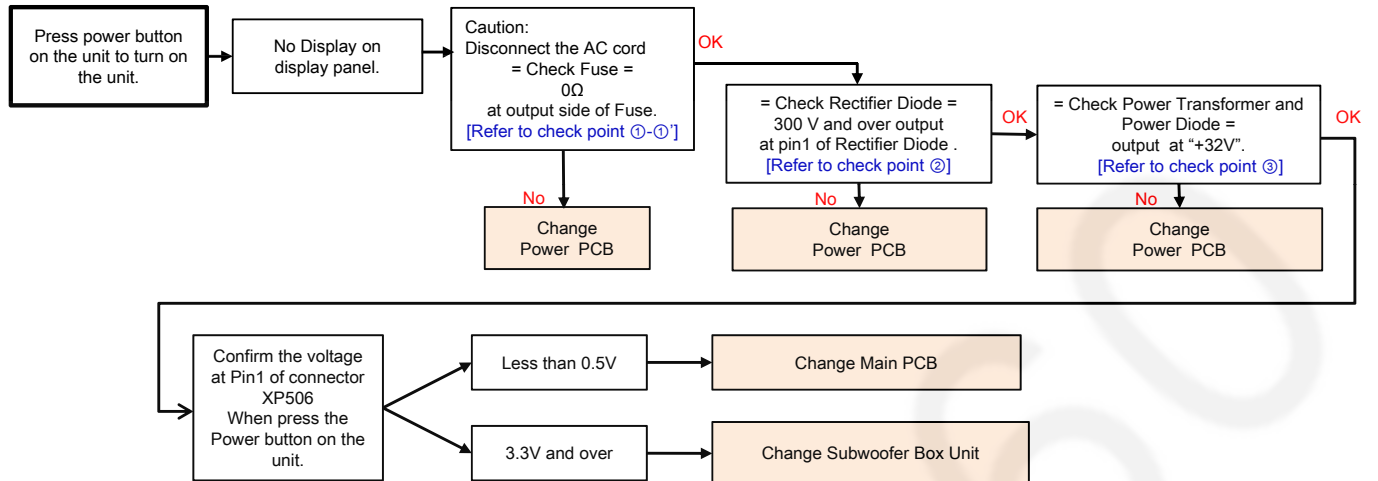 Press power button
on the unit to turn on
the unit.
No Display on
display panel.
Caution:
Disconnect the AC cord
= Check Fuse =
0Ω
at output side of Fuse.
[Refer to check point ①-①']
OK
No
Change
Power PCB
= Check Rectifier Diode =
300 V and over output
at pin1 of Rectifier Diode .
[Refer to check point ②]
OK
No
Change
Power PCB
= Check Power Transformer and
Power Diode =
output at “+32V”.
[Refer to check point ③]
OK
No
Change
Power PCB
Confirm the voltage
at Pin1 of connector
XP506
When press the
Power button on the
unit.
Less than 0.5V
Change Main PCB
3.3V and over
Change Subwoofer Box Unit